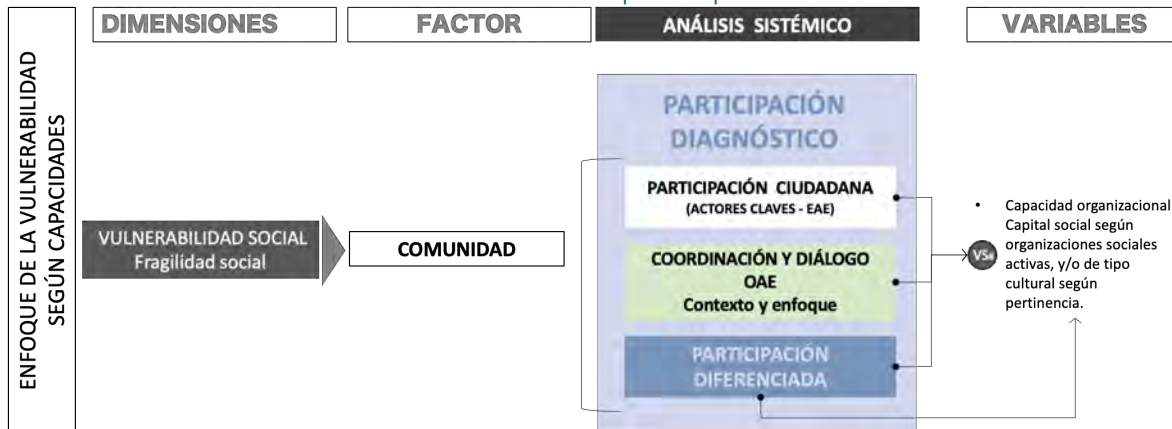 DIMENSIONES
FACTOR
ANÁLISIS SISTÉMICO
VARIABLES
ENFOQUE DE LA VULNERABILIDAD
SEGÚN CAPACIDADES
VULNERABILIDAD SOCIAL
Fragilidad social
COMUNIDAD
PARTICIPACIÓN
DIAGNÓSTICO
PARTICIPACIÓN CIUDADANA
(ACTORES CLAVES - EAE)
COORDINACIÓN Y DIÁLOGO
OAE
Contexto y enfoque
PARTICIPACIÓN
DIFERENCIADA
• Capacidad organizacional
Capital social según
organizaciones sociales
activas, y/o de tipo
cultural según
pertinencia.